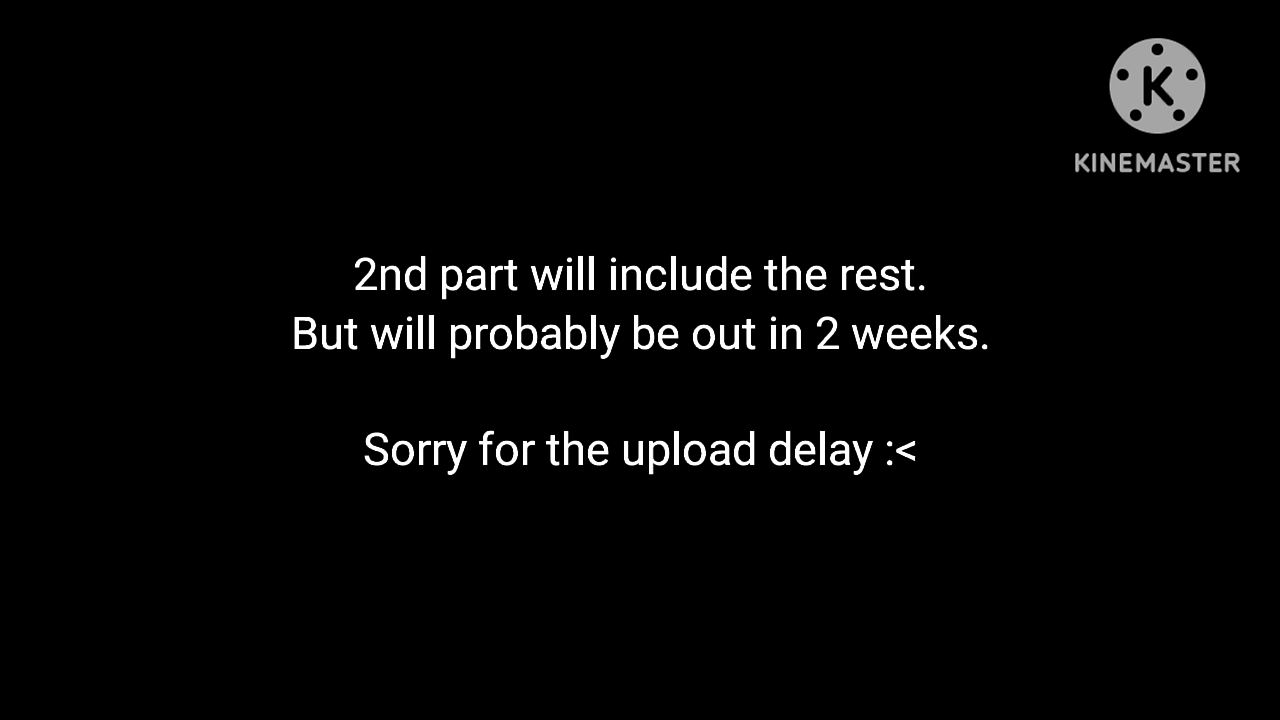 K
KINEMASTER
2nd part will include the rest.
But will probably be out in 2 weeks.
Sorry for the upload delay :<